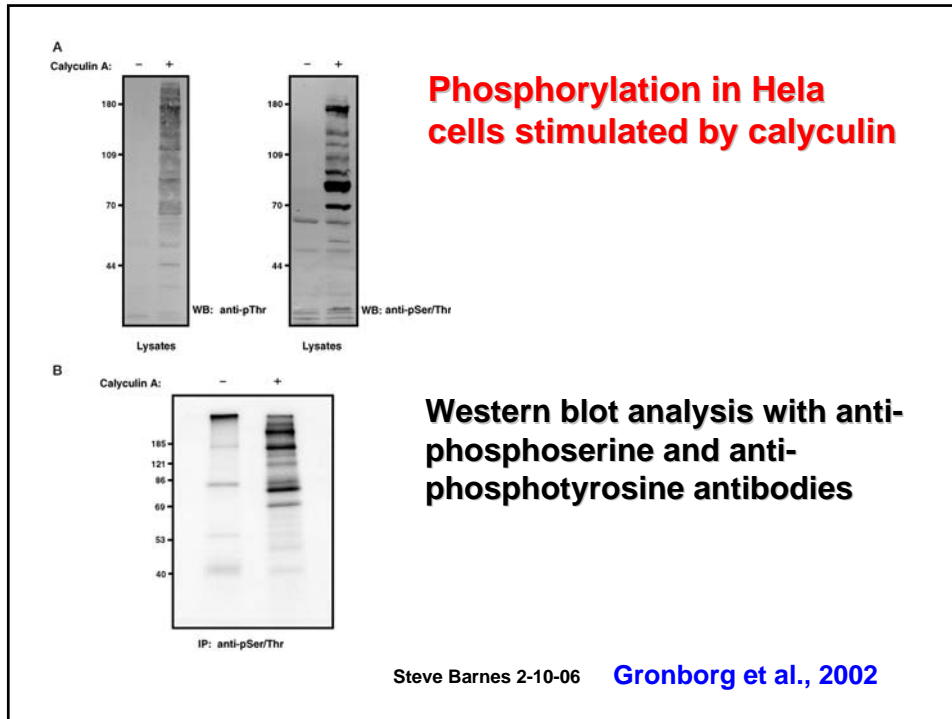 A
Calyculin A: – +
180
109
70
44
WB: anti-pThr
Lysates
– +
180
109
70
44
WB: anti-pSer/Thr
Lysates
Phosphorylation in Hela
cells stimulated by calyculin
B
Calyculin A: – +
185
121
86
69
53
40
IP: anti-pSer/Thr
Western blot analysis with anti-
phosphoserine and anti-
phosphotyrosine antibodies
Steve Barnes 2-10-06 Gronborg et al., 2002